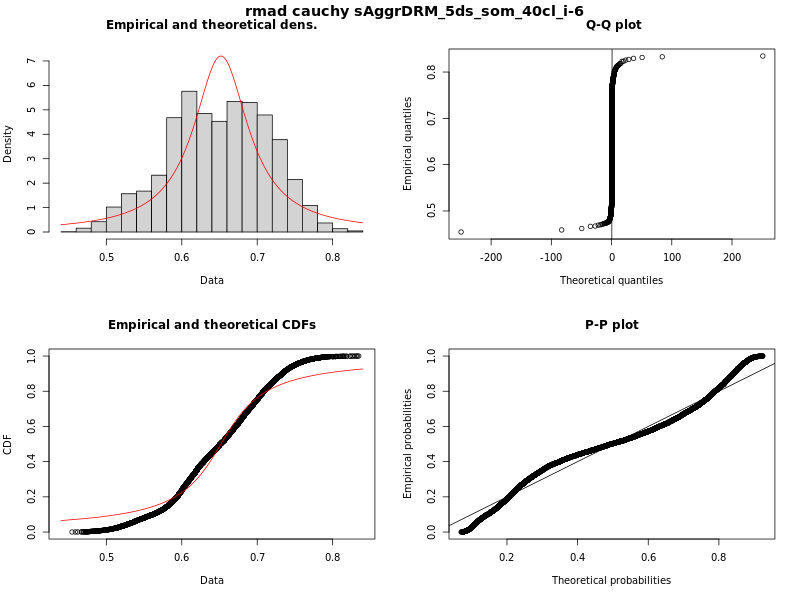 rmad cauchy sAggrDRM_5ds_som_40cl_i-6
Empirical and theoretical dens.
Density
0 1 2 3 4 5 6 7
0.5 0.6 0.7 0.8
Data
Q-Q plot
Empirical quantiles
0.5 0.6 0.7 0.8
-200 -100 0 100 200
Theoretical quantiles
Empirical and theoretical CDFs
CDF
0.0 0.2 0.4 0.6 0.8 1.0
0.5 0.6 0.7 0.8
Data
P-P plot
Empirical probabilities
0.0 0.2 0.4 0.6 0.8 1.0
0.2 0.4 0.6 0.8
Theoretical probabilities